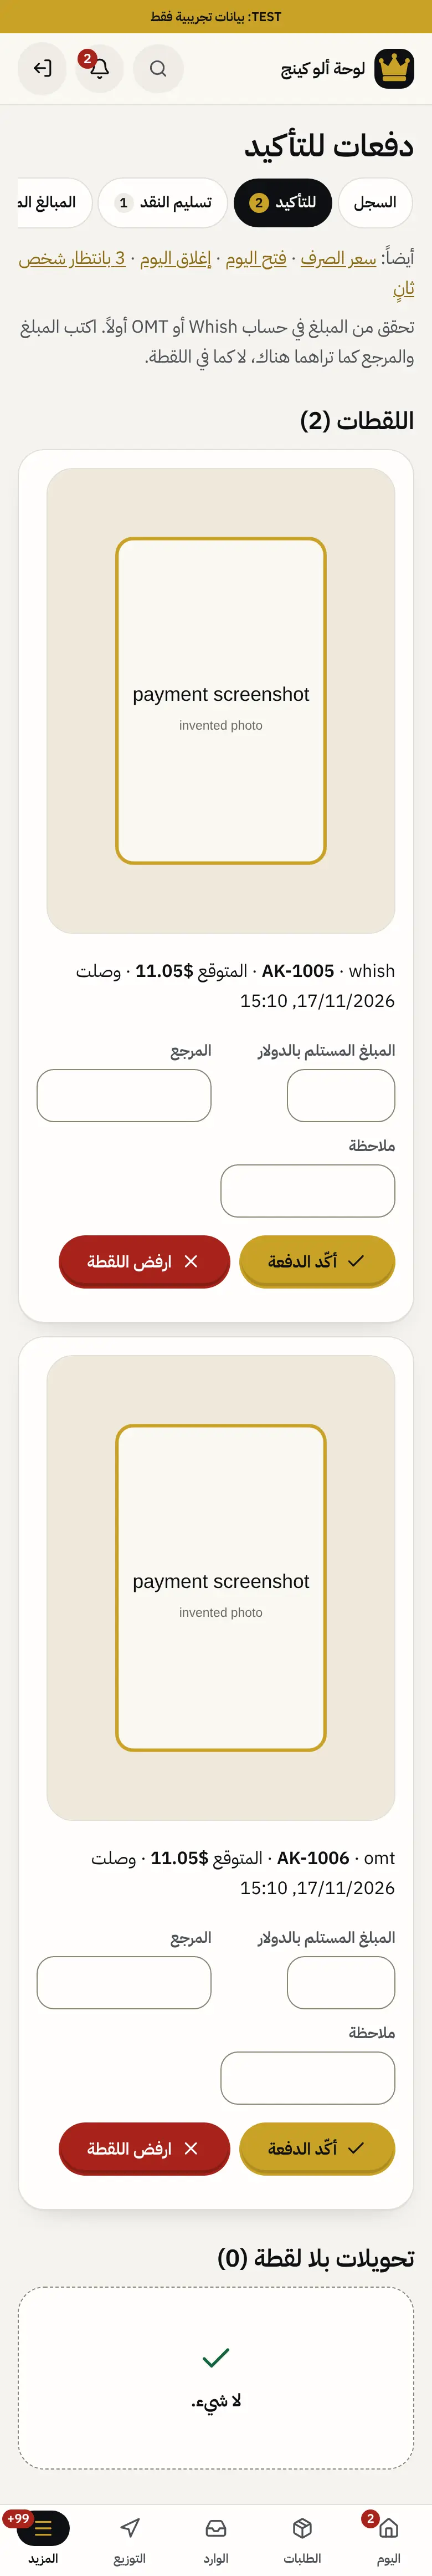 TEST: بيانات تجريبية فقط
لوحة ألو كينج
2
دفعات للتأكيد
السجل
للتأكيد 2
تسليم النقد 1
المبالغ الم
أيضاً: سعر الصرف · فتح اليوم · إغلاق اليوم · 3 بانتظار شخص
ثانٍ
تحقق من المبلغ في حساب Whish أو OMT أولاً. اكتب المبلغ
والمرجع كما تراهما هناك، لا كما في اللقطة.
اللقطات (2)
payment screenshot
invented photo
whish · AK-1005 · المتوقع $11.05 · وصلت
17/11/2026, 15:10
المبلغ المستلم بالدولار
المرجع
ملاحظة
أكّد الدفعة
ارفض اللقطة
payment screenshot
invented photo
omt · AK-1006 · المتوقع $11.05 · وصلت
17/11/2026, 15:10
المبلغ المستلم بالدولار
المرجع
ملاحظة
أكّد الدفعة
ارفض اللقطة
تحويلات بلا لقطة (0)
لا شيء.
2
99+
اليوم
الطلبات
الوارد
التوزيع
المزيد